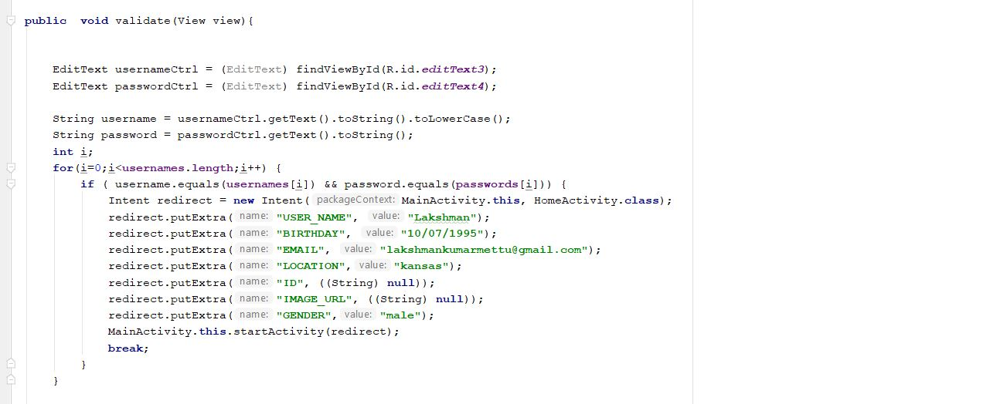 public  void validate(View view){
EditText usernameCtrl = (EditText) findViewById(R.id.editText3);
EditText passwordCtrl = (EditText) findViewById(R.id.editText4);
String username = usernameCtrl.getText().toString().toLowerCase();
String password = passwordCtrl.getText().toString();
int i;
for(i=0;i<usernames.length;i++) {
if ( username.equals(usernames[i]) && password.equals(passwords[i])) {
Intent redirect = new Intent( packageContext: MainActivity.this, HomeActivity.class);
redirect.putExtra( name: "USER_NAME", value: "Lakshman");
redirect.putExtra( name: "BIRTHDAY", value: "10/07/1995");
redirect.putExtra( name: "EMAIL", value: "lakshmankumarmettu@gmail.com");
redirect.putExtra( name: "LOCATION", value: "kansas");
redirect.putExtra( name: "ID", ((String) null));
redirect.putExtra( name: "IMAGE_URL", ((String) null));
redirect.putExtra( name: "GENDER", value: "male");
MainActivity.this.startActivity(redirect);
break;
}
}